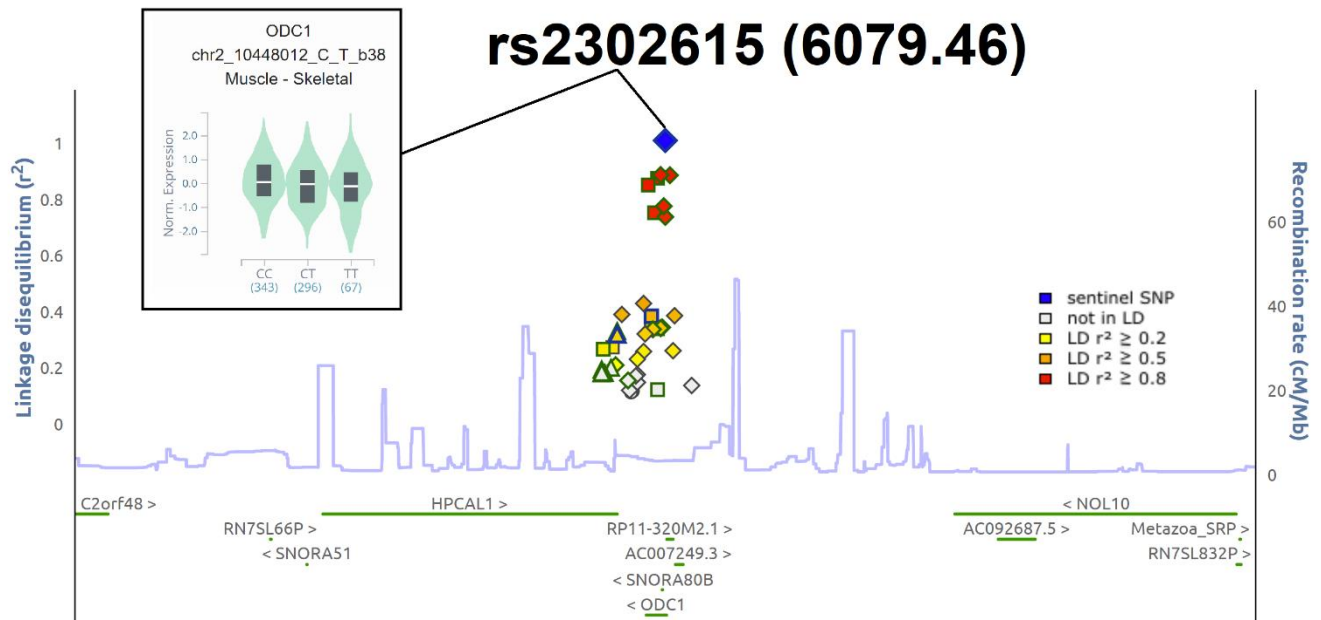 ODC1
chr2_10448012_C_T_b38
Muscle - Skeletal
Norm. Expression
2.0
1.0
0.0
-1.0
-2.0
CC CT TT
(343) (296) (67)
rs2302615 (6079.46)
Linkage disequilibrium (r²)
1
0.8
0.6
0.4
0.2
0
Recombination rate (cM/Mb)
60
40
20
0
sentinel SNP
not in LD
LD r² ≥ 0.2
LD r² ≥ 0.5
LD r² ≥ 0.8
C2orf48 > HPCAL1 > < NOL10
RN7SL66P > RP11-320M2.1 > AC092687.5 > Metazoa_SRP >
< SNORA51 AC007249.3 > RN7SL832P >
< SNORA80B
< ODC1